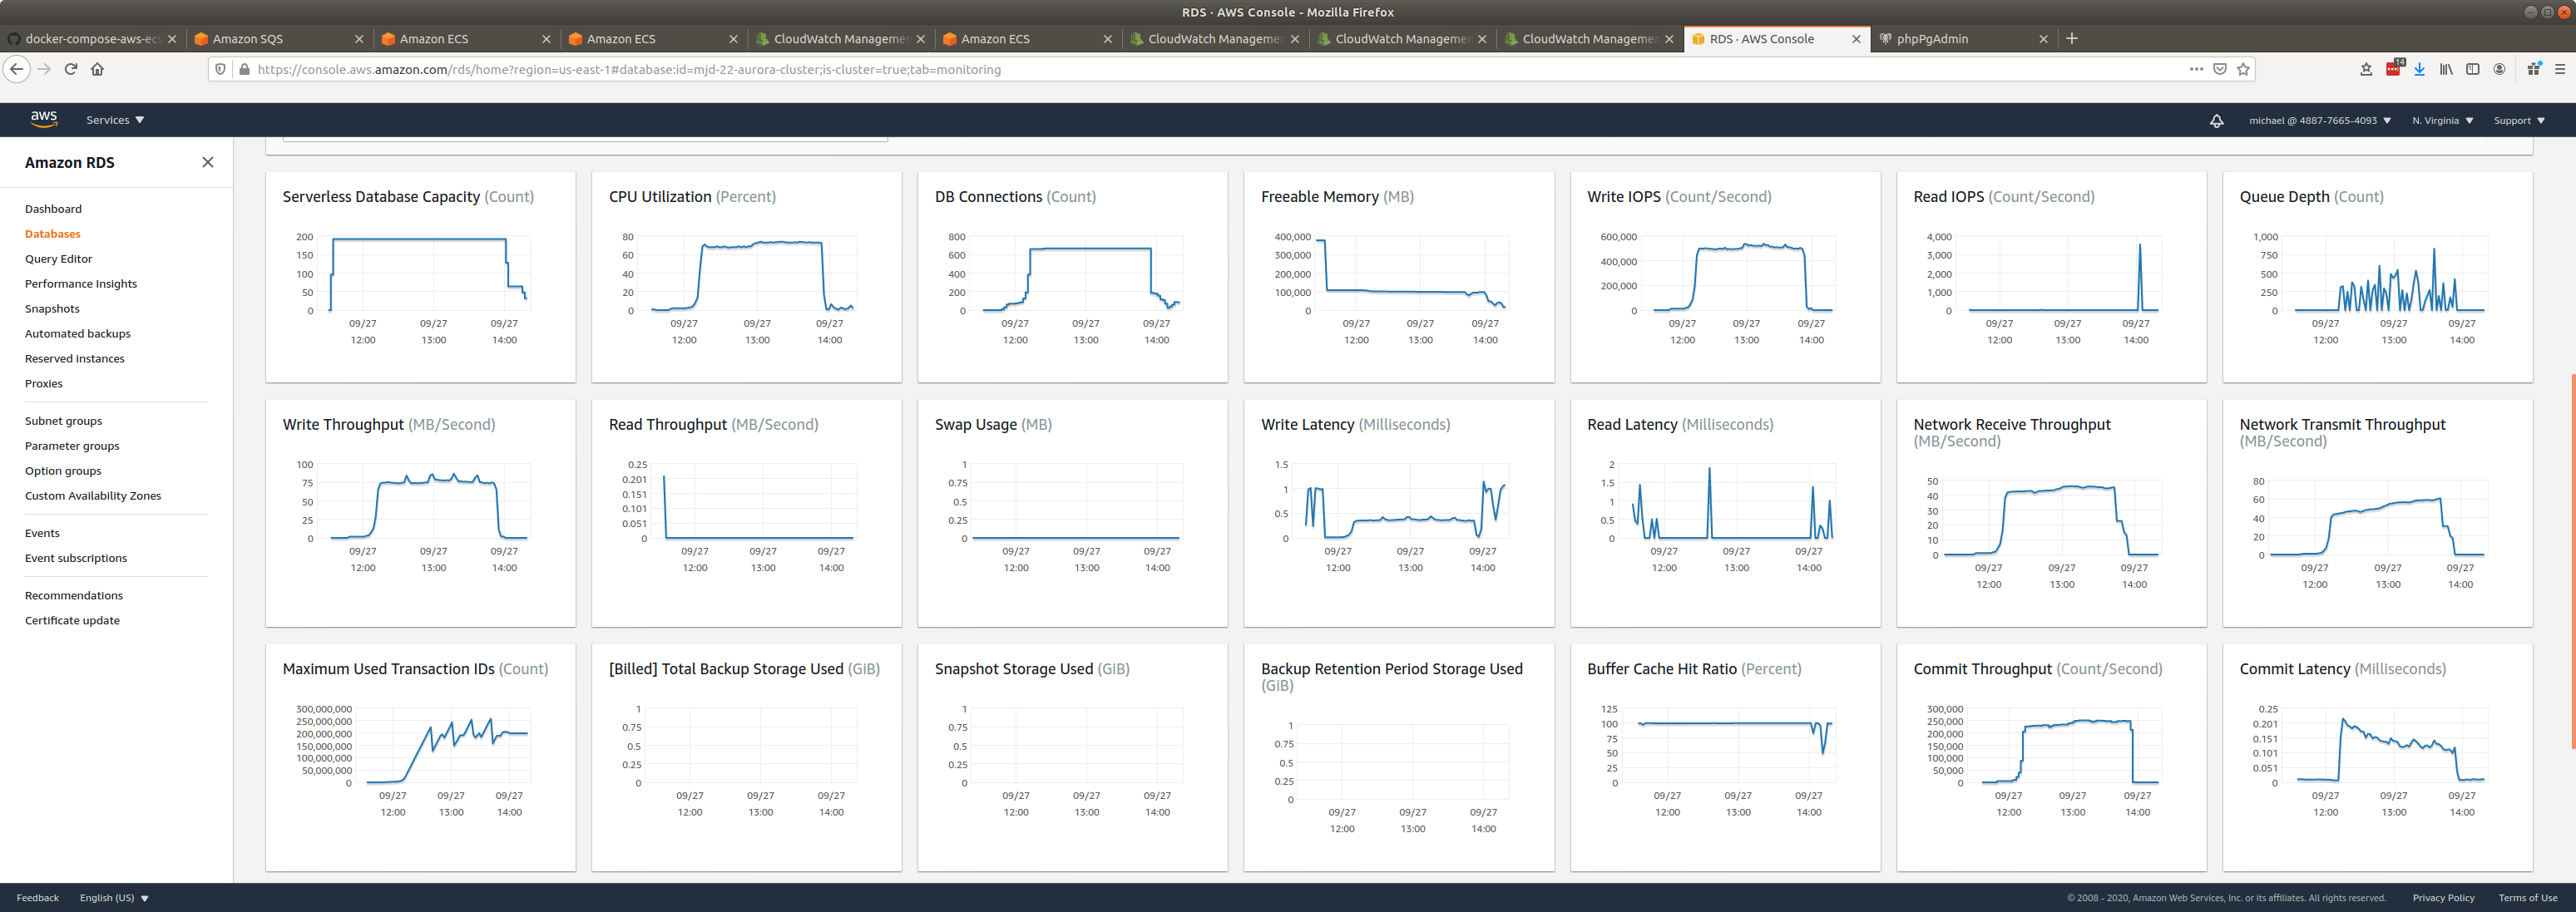 RDS · AWS Console - Mozilla Firefox
docker-compose-aws-ecs
Amazon SQS
Amazon ECS
Amazon ECS
CloudWatch Managemen
Amazon ECS
CloudWatch Managemen
CloudWatch Managemen
CloudWatch Managemen
RDS · AWS Console
phpPgAdmin
https://console.aws.amazon.com/rds/home?region=us-east-1#database:id=mjd-22-aurora-cluster;is-cluster=true;tab=monitoring
14
aws
Services
michael @ 4887-7665-4093
N. Virginia
Support
Amazon RDS
Dashboard
Databases
Query Editor
Performance Insights
Snapshots
Automated backups
Reserved instances
Proxies
Subnet groups
Parameter groups
Option groups
Custom Availability Zones
Events
Event subscriptions
Recommendations
Certificate update
Serverless Database Capacity (Count)
200
150
100
50
0
09/27 09/27 09/27
12:00 13:00 14:00
CPU Utilization (Percent)
80
60
40
20
0
09/27 09/27 09/27
12:00 13:00 14:00
DB Connections (Count)
800
600
400
200
0
09/27 09/27 09/27
12:00 13:00 14:00
Freeable Memory (MB)
400,000
300,000
200,000
100,000
0
09/27 09/27 09/27
12:00 13:00 14:00
Write IOPS (Count/Second)
600,000
400,000
200,000
0
09/27 09/27 09/27
12:00 13:00 14:00
Read IOPS (Count/Second)
4,000
3,000
2,000
1,000
0
09/27 09/27 09/27
12:00 13:00 14:00
Queue Depth (Count)
1,000
750
500
250
0
09/27 09/27 09/27
12:00 13:00 14:00
Write Throughput (MB/Second)
100
75
50
25
0
09/27 09/27 09/27
12:00 13:00 14:00
Read Throughput (MB/Second)
0.25
0.201
0.151
0.101
0.051
0
09/27 09/27 09/27
12:00 13:00 14:00
Swap Usage (MB)
1
0.75
0.5
0.25
0
09/27 09/27 09/27
12:00 13:00 14:00
Write Latency (Milliseconds)
1.5
1
0.5
0
09/27 09/27 09/27
12:00 13:00 14:00
Read Latency (Milliseconds)
2
1.5
1
0.5
0
09/27 09/27 09/27
12:00 13:00 14:00
Network Receive Throughput
(MB/Second)
50
40
30
20
10
0
09/27 09/27 09/27
12:00 13:00 14:00
Network Transmit Throughput
(MB/Second)
80
60
40
20
0
09/27 09/27 09/27
12:00 13:00 14:00
Maximum Used Transaction IDs (Count)
300,000,000
250,000,000
200,000,000
150,000,000
100,000,000
50,000,000
0
09/27 09/27 09/27
12:00 13:00 14:00
[Billed] Total Backup Storage Used (GiB)
1
0.75
0.5
0.25
0
09/27 09/27 09/27
12:00 13:00 14:00
Snapshot Storage Used (GiB)
1
0.75
0.5
0.25
0
09/27 09/27 09/27
12:00 13:00 14:00
Backup Retention Period Storage Used
(GiB)
1
0.75
0.5
0.25
0
09/27 09/27 09/27
12:00 13:00 14:00
Buffer Cache Hit Ratio (Percent)
125
100
75
50
25
0
09/27 09/27 09/27
12:00 13:00 14:00
Commit Throughput (Count/Second)
300,000
250,000
200,000
150,000
100,000
50,000
0
09/27 09/27 09/27
12:00 13:00 14:00
Commit Latency (Milliseconds)
0.25
0.201
0.151
0.101
0.051
0
09/27 09/27 09/27
12:00 13:00 14:00
Feedback
English (US)
© 2008 - 2020, Amazon Web Services, Inc. or its affiliates. All rights reserved.
Privacy Policy
Terms of Use